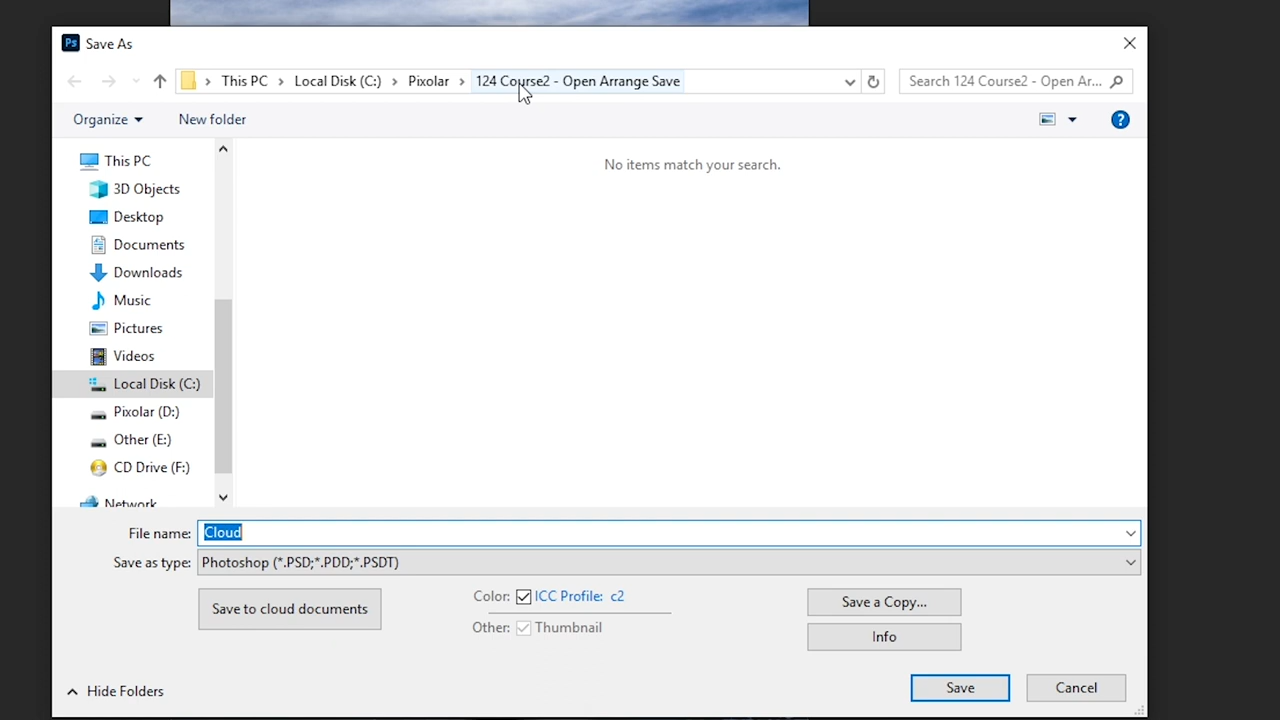 Ps Save As
This PC Local Disk (C:) Pixolar 124 Course2 - Open Arrange Save Search 124 Course2 - Open Ar...
Organize New folder ?
This PC
3D Objects
Desktop
Documents
Downloads
Music
Pictures
Videos
Local Disk (C:)
Pixolar (D:)
Other (E:)
CD Drive (F:)
Network
No items match your search.
File name: Cloud
Save as type: Photoshop (*.PSD;*.PDD;*.PSDT)
Save to cloud documents
Color: ICC Profile: c2
Other: Thumbnail
Save a Copy...
Info
Hide Folders
Save Cancel